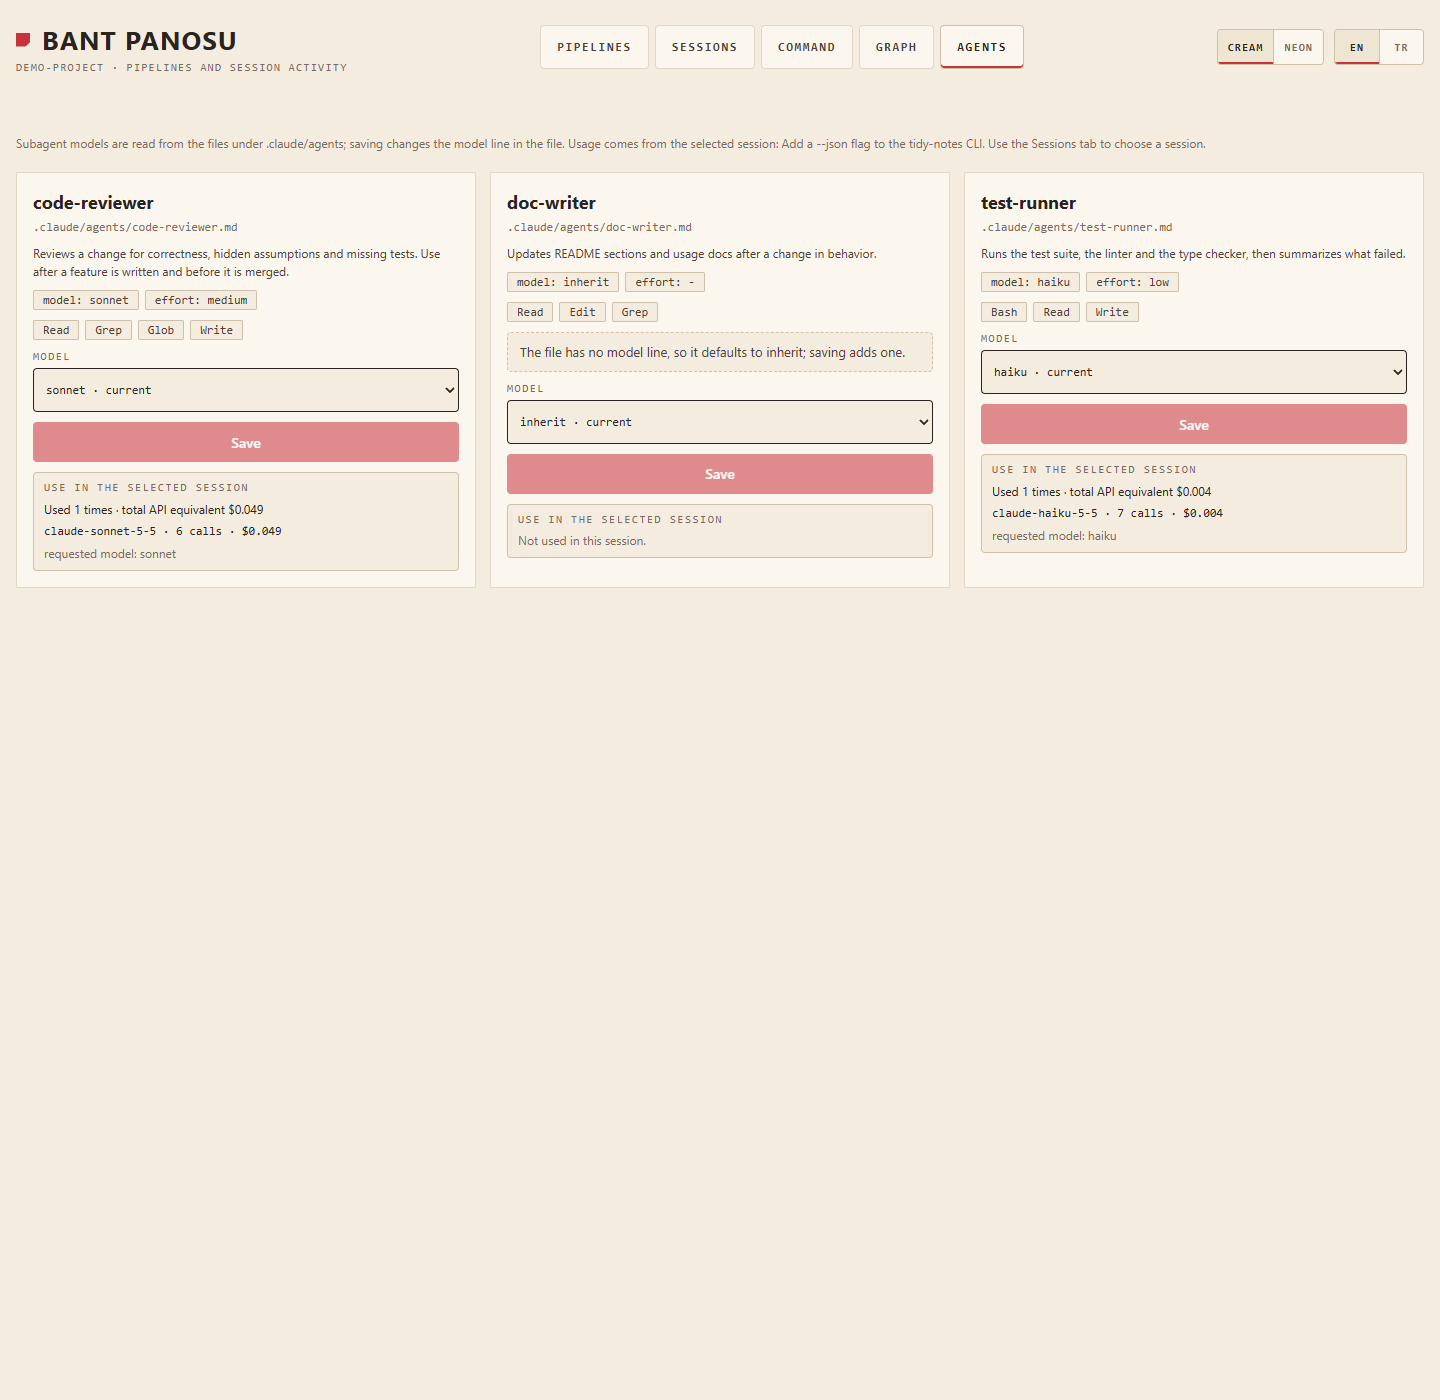 BANT PANOSU
DEMO-PROJECT · PIPELINES AND SESSION ACTIVITY
PIPELINES
SESSIONS
COMMAND
GRAPH
AGENTS
CREAM
NEON
EN
TR
Subagent models are read from the files under .claude/agents; saving changes the model line in the file. Usage comes from the selected session: Add a --json flag to the tidy-notes CLI. Use the Sessions tab to choose a session.
code-reviewer
.claude/agents/code-reviewer.md
Reviews a change for correctness, hidden assumptions and missing tests. Use
after a feature is written and before it is merged.
model: sonnet
effort: medium
Read
Grep
Glob
Write
MODEL
sonnet · current
Save
USE IN THE SELECTED SESSION
Used 1 times · total API equivalent $0.049
claude-sonnet-5-5 · 6 calls · $0.049
requested model: sonnet
doc-writer
.claude/agents/doc-writer.md
Updates README sections and usage docs after a change in behavior.
model: inherit
effort: -
Read
Edit
Grep
The file has no model line, so it defaults to inherit; saving adds one.
MODEL
inherit · current
Save
USE IN THE SELECTED SESSION
Not used in this session.
test-runner
.claude/agents/test-runner.md
Runs the test suite, the linter and the type checker, then summarizes what failed.
model: haiku
effort: low
Bash
Read
Write
MODEL
haiku · current
Save
USE IN THE SELECTED SESSION
Used 1 times · total API equivalent $0.004
claude-haiku-5-5 · 7 calls · $0.004
requested model: haiku